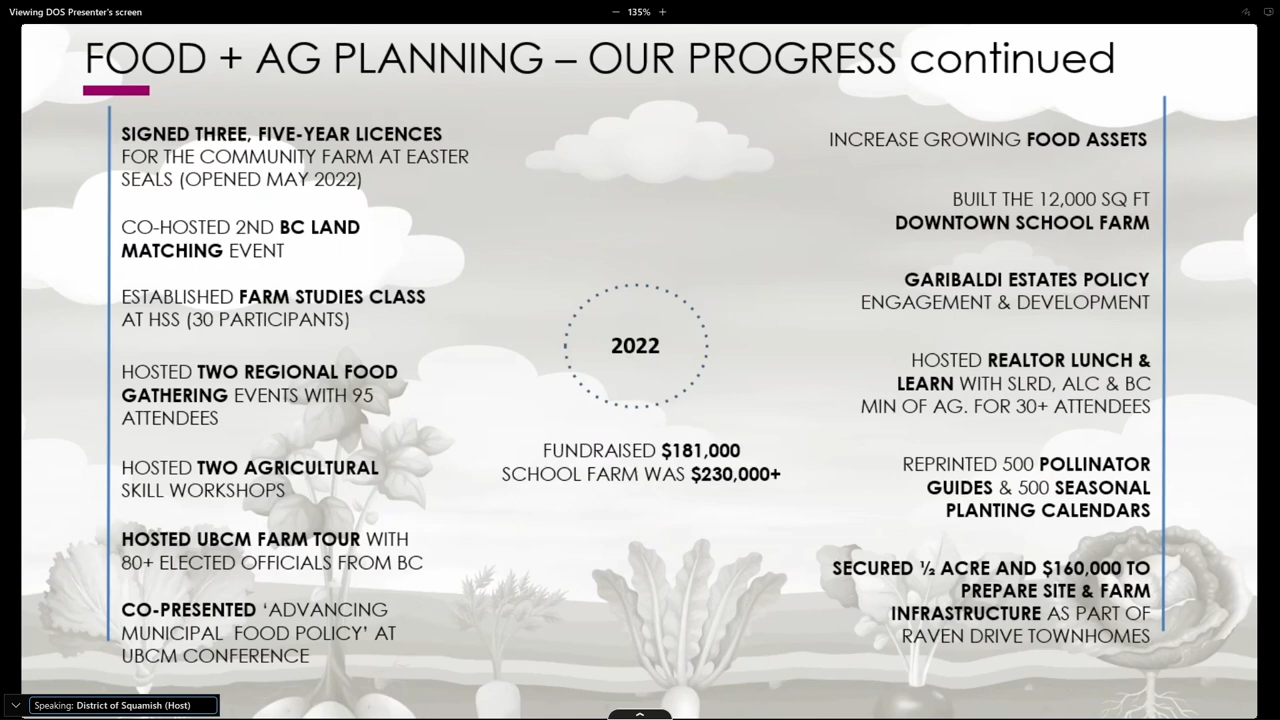 Viewing DOS Presenter's screen
− 135% +
FOOD + AG PLANNING – OUR PROGRESS continued
SIGNED THREE, FIVE-YEAR LICENCES
FOR THE COMMUNITY FARM AT EASTER
SEALS (OPENED MAY 2022)
CO-HOSTED 2ND BC LAND
MATCHING EVENT
ESTABLISHED FARM STUDIES CLASS
AT HSS (30 PARTICIPANTS)
HOSTED TWO REGIONAL FOOD
GATHERING EVENTS WITH 95
ATTENDEES
HOSTED TWO AGRICULTURAL
SKILL WORKSHOPS
HOSTED UBCM FARM TOUR WITH
80+ ELECTED OFFICIALS FROM BC
CO-PRESENTED ‘ADVANCING
MUNICIPAL FOOD POLICY’ AT
UBCM CONFERENCE
2022
FUNDRAISED $181,000
SCHOOL FARM WAS $230,000+
INCREASE GROWING FOOD ASSETS
BUILT THE 12,000 SQ FT
DOWNTOWN SCHOOL FARM
GARIBALDI ESTATES POLICY
ENGAGEMENT & DEVELOPMENT
HOSTED REALTOR LUNCH &
LEARN WITH SLRD, ALC & BC
MIN OF AG. FOR 30+ ATTENDEES
REPRINTED 500 POLLINATOR
GUIDES & 500 SEASONAL
PLANTING CALENDARS
SECURED ½ ACRE AND $160,000 TO
PREPARE SITE & FARM
INFRASTRUCTURE AS PART OF
RAVEN DRIVE TOWNHOMES
Speaking: District of Squamish (Host)